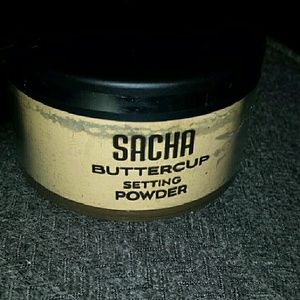 SACHA
BUTTERCUP
SETTING
POWDER